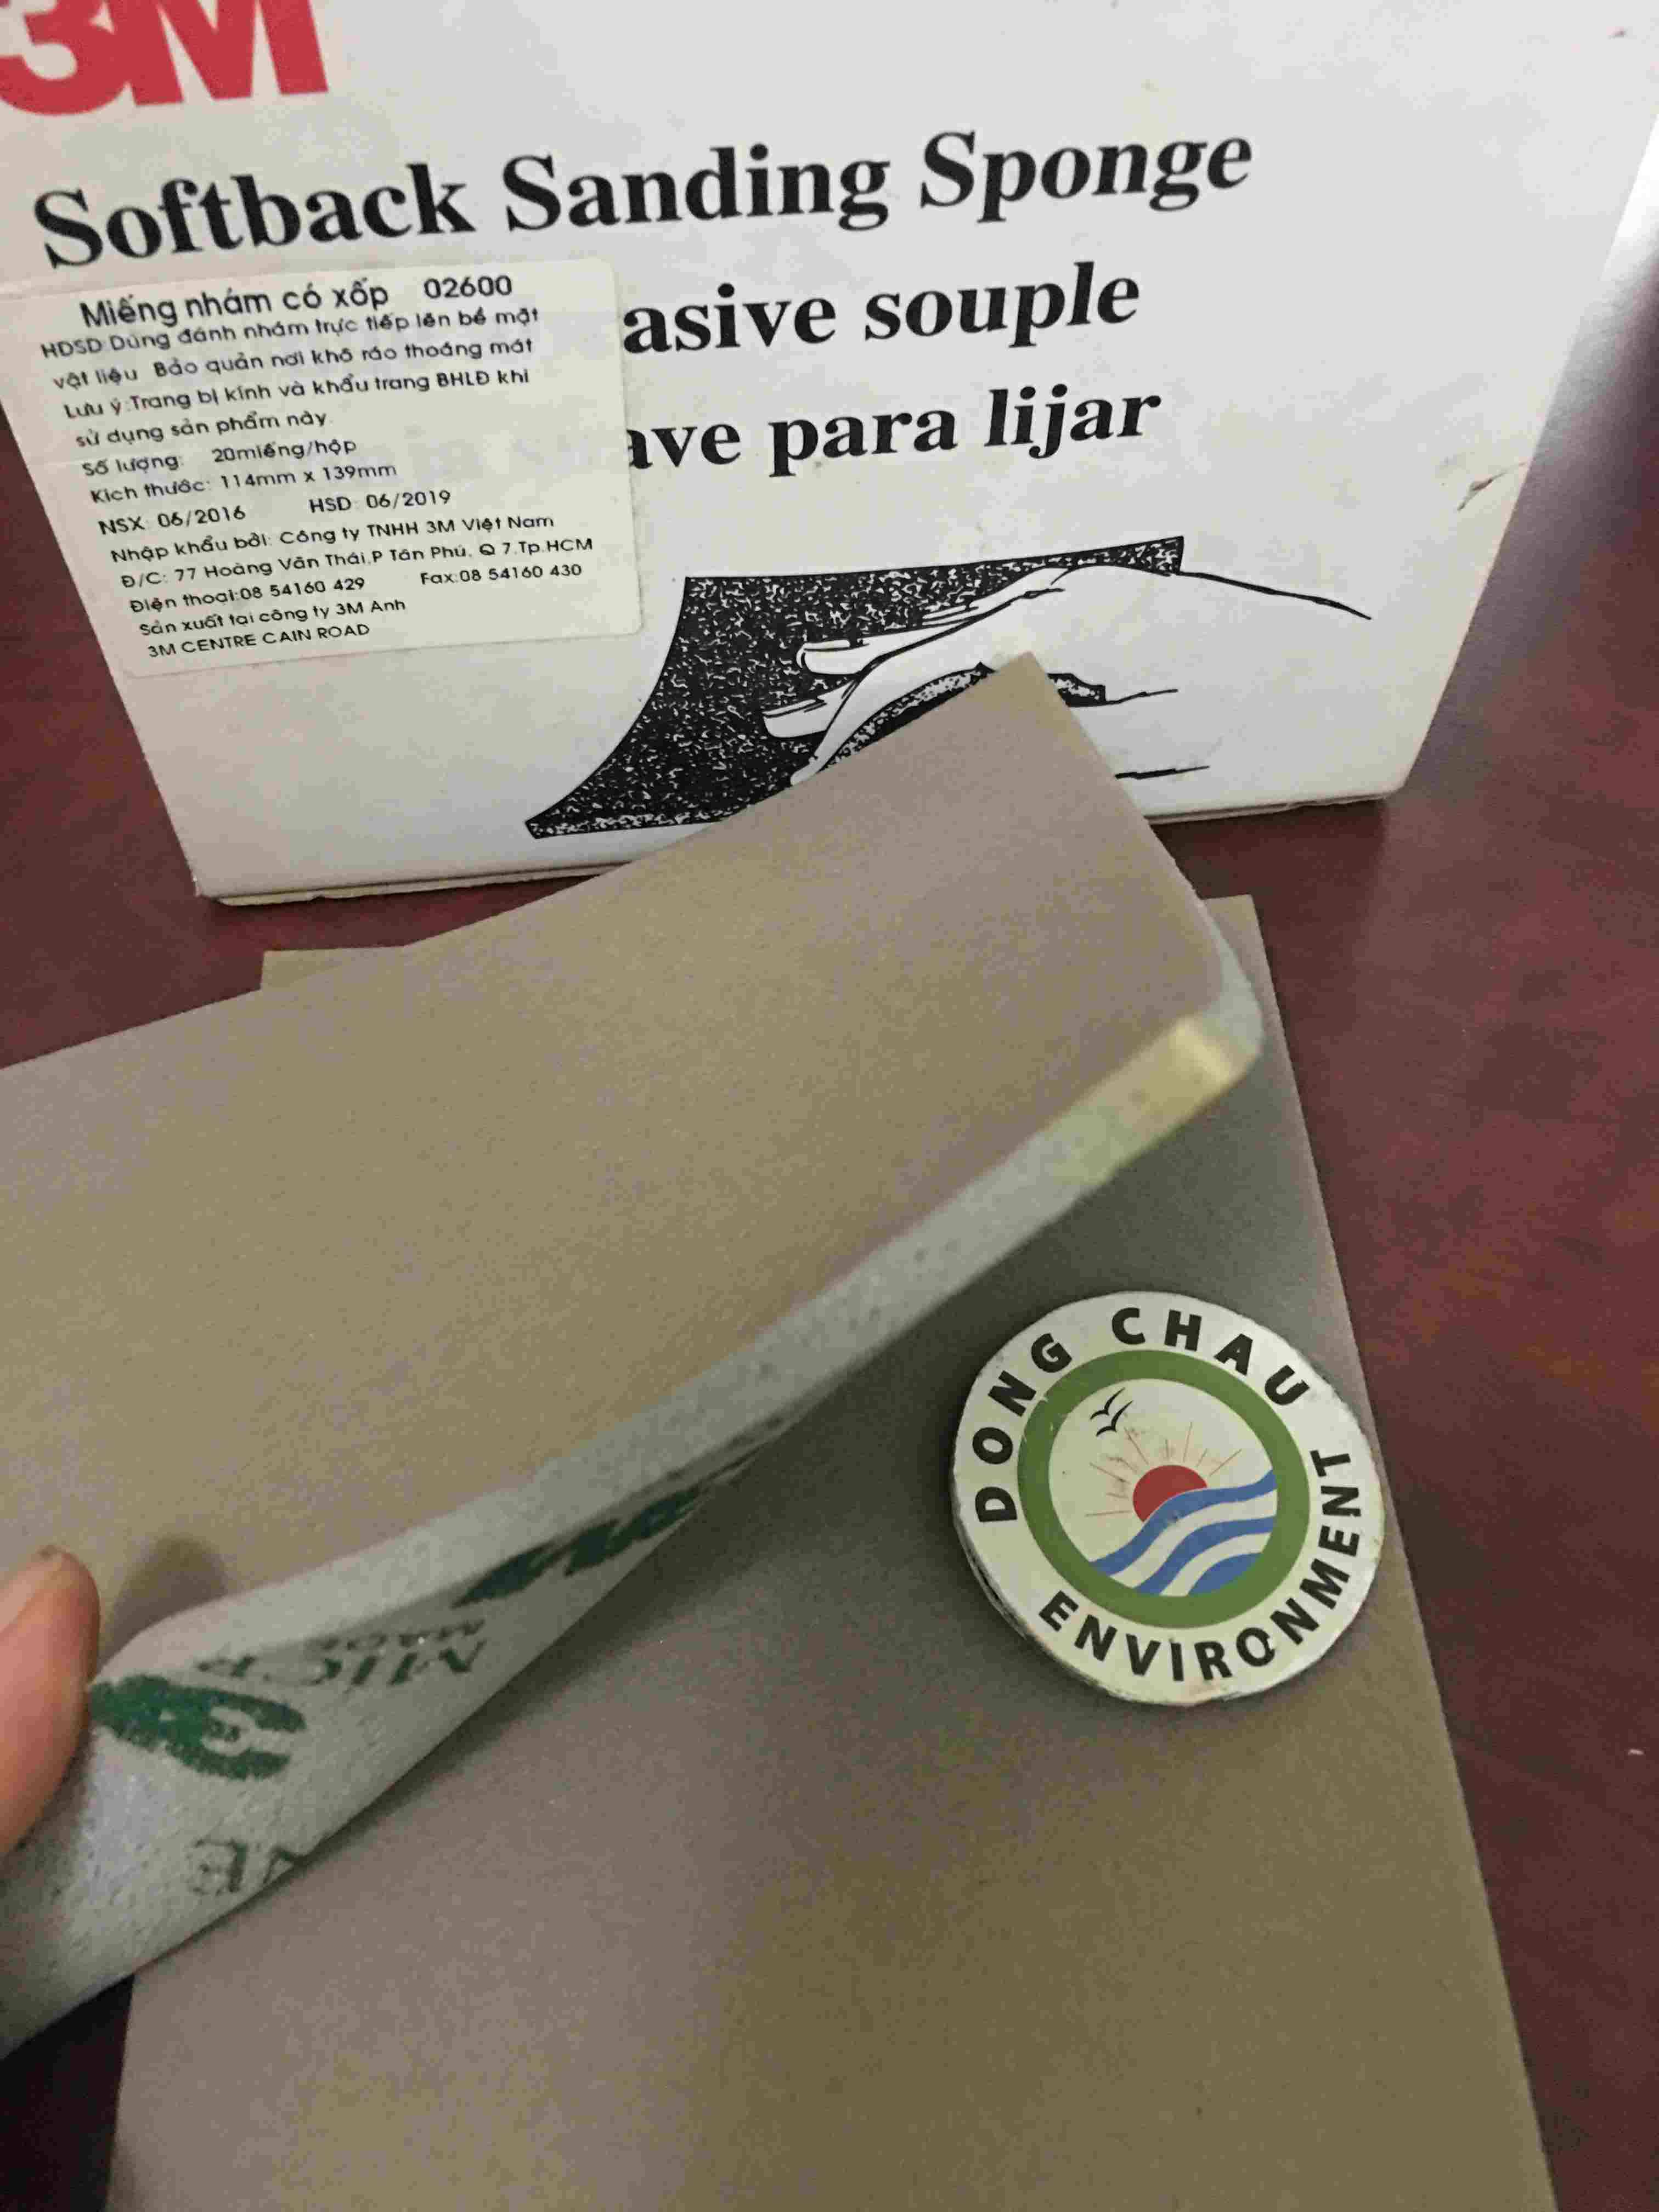 3M
Softback Sanding Sponge
asive souple
ave para lijar
Miếng nhám có xốp 02600
HDSD:Dùng đánh nhám trực tiếp lên bề mặt
vật liệu Bảo quản nơi khô ráo thoáng mát
Lưu ý:Trang bị kính và khẩu trang BHLĐ khi
sử dụng sản phẩm này.
Số lượng: 20miếng/hộp
Kích thước: 114mm x 139mm
NSX: 06/2016 HSD: 06/2019
Nhập khẩu bởi: Công ty TNHH 3M Việt Nam
Đ/C: 77 Hoàng Văn Thái,P Tân Phú, Q 7,Tp.HCM
Điện thoại:08 54160 429 Fax:08 54160 430
Sản xuất tại công ty 3M Anh
3M CENTRE CAIN ROAD
DONG CHAU
ENVIRONMENT